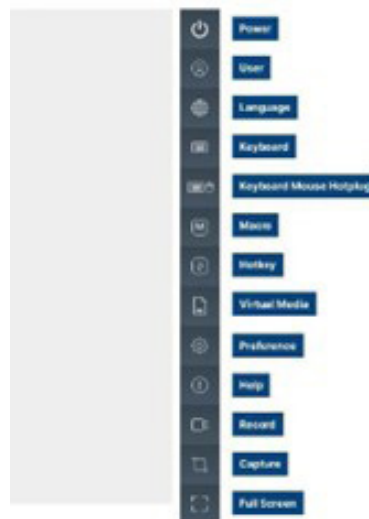 Power
User
Language
Keyboard
Keyboard Mouse Hotplug
Macro
Hotkey
Virtual Media
Preference
Help
Record
Capture
Full Screen